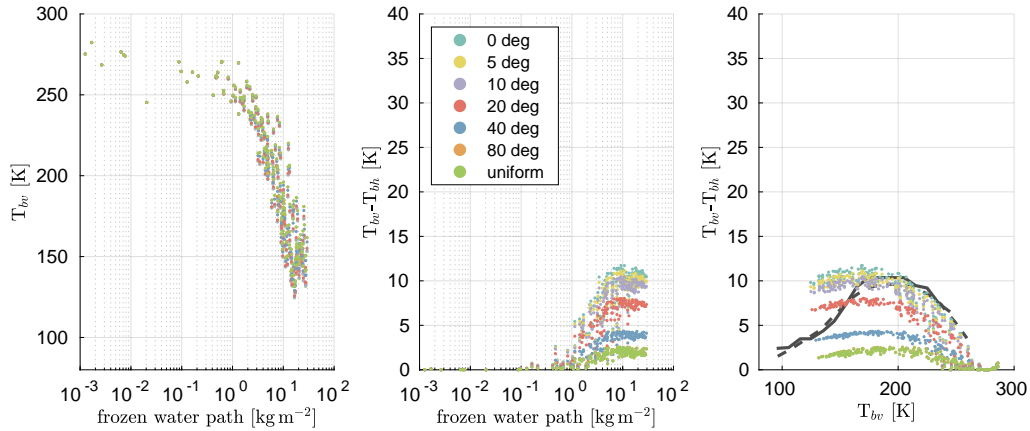 300
250
200
150
100
T_bv [K]
10^-3 10^-2 10^-1 10^0 10^1 10^2
frozen water path [kg m^-2]
40
35
30
25
20
15
10
5
0
T_bv-T_bh [K]
0 deg
5 deg
10 deg
20 deg
40 deg
80 deg
uniform
10^-3 10^-2 10^-1 10^0 10^1 10^2
frozen water path [kg m^-2]
40
35
30
25
20
15
10
5
0
T_bv-T_bh [K]
100 200 300
T_bv [K]